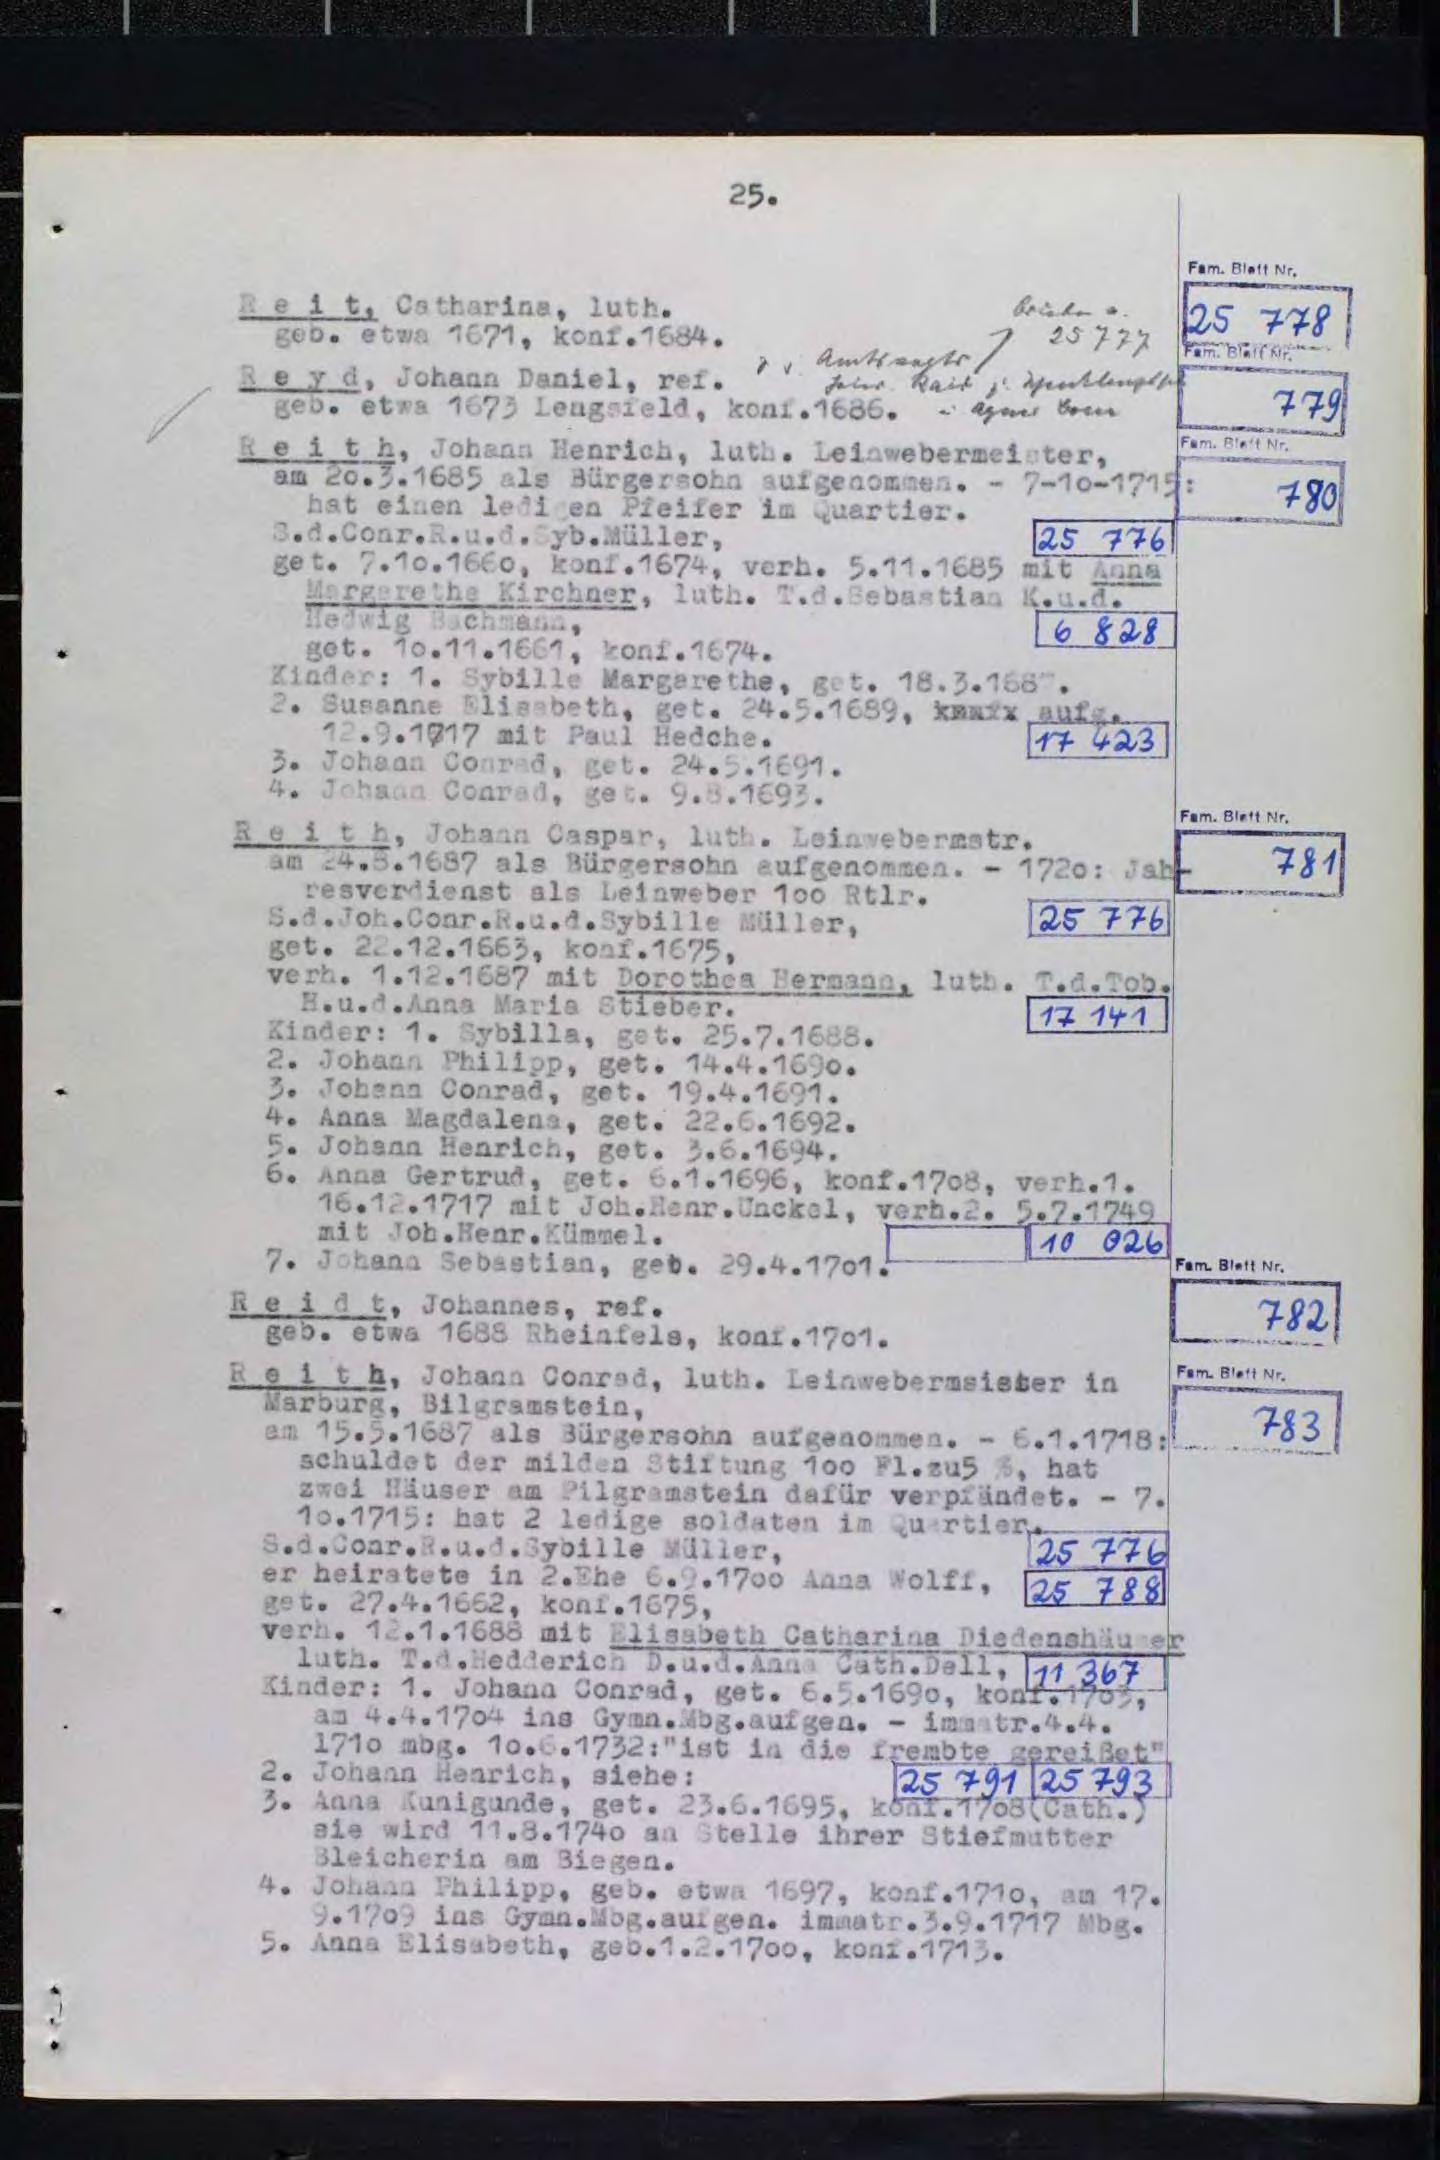 25.
Fam. Blatt Nr.
R e i t, Catharina, luth.
25 778
geb. etwa 1671, konf.1684.
25777
Fam. Blatt Nr.
Amtsvogts
R e y d, Johann Daniel, ref.
779
geb. etwa 1673 Lengsfeld, konf.1686.
Agnes
Fam. Blatt Nr.
R e i t h, Johann Henrich, luth. Leinwebermeister,
am 20.3.1685 als Bürgersohn aufgenommen. - 7-10-1715:
780
hat einen ledigen Pfeifer im Quartier.
S.d.Conr.R.u.d.Syb.Müller, 25 776
get. 7.10.1660, konf.1674, verh. 5.11.1685 mit Anna
Margarethe Kirchner, luth. T.d.Sebastian K.u.d.
Hedwig Bachmann, 6 828
get. 10.11.1661, konf.1674.
Kinder: 1. Sybille Margarethe, get. 18.3.1687.
2. Susanne Elisabeth, get. 24.5.1689, aufg.
12.9.1717 mit Paul Hedche. 17 423
3. Johann Conrad, get. 24.5.1691.
4. Johann Conrad, get. 9.8.1693.
Fam. Blatt Nr.
R e i t h, Johann Caspar, luth. Leinwebermstr.
am 24.8.1687 als Bürgersohn aufgenommen. - 1720: Jah-
781
resverdienst als Leinweber 100 Rtlr.
S.d.Joh.Conr.R.u.d.Sybille Müller, 25 776
get. 22.12.1663, konf.1675,
verh. 1.12.1687 mit Dorothea Hermann, luth. T.d.Tob.
H.u.d.Anna Maria Stieber. 17 141
Kinder: 1. Sybilla, get. 25.7.1688.
2. Johann Philipp, get. 14.4.1690.
3. Johann Conrad, get. 19.4.1691.
4. Anna Magdalena, get. 22.6.1692.
5. Johann Henrich, get. 3.6.1694.
6. Anna Gertrud, get. 6.1.1696, konf.1708, verh.1.
16.12.1717 mit Joh.Henr.Unckel, verh.2. 5.7.1749
mit Joh.Henr.Kümmel. 10 026
7. Johann Sebastian, geb. 29.4.1701.
Fam. Blatt Nr.
R e i d t, Johannes, ref.
782
geb. etwa 1688 Rheinfels, konf.1701.
Fam. Blatt Nr.
R e i t h, Johann Conrad, luth. Leinwebermeister in
Marburg, Bilgramstein,
783
am 15.5.1687 als Bürgersohn aufgenommen. - 6.1.1718:
schuldet der milden Stiftung 100 Fl.zu5 %, hat
zwei Häuser am Pilgramstein dafür verpfändet. - 7.
10.1715: hat 2 ledige soldaten im Quartier.
S.d.Conr.R.u.d.Sybille Müller, 25 776
er heiratete in 2.Ehe 6.9.1700 Anna Wolff, 25 788
get. 27.4.1662, konf.1675,
verh. 12.1.1688 mit Elisabeth Catharina Diedenshäuser
luth. T.d.Hedderich D.u.d.Anna Cath.Dell, 11 367
Kinder: 1. Johann Conrad, get. 6.5.1690, konf.1703,
am 4.4.1704 ins Gymn.Mbg.aufgen. - immatr.4.4.
1710 mbg. 10.6.1732:"ist in die frembte gereißet"
2. Johann Henrich, siehe: 25 791 25 793
3. Anna Kunigunde, get. 23.6.1695, konf.1708(Cath.)
sie wird 11.8.1740 an Stelle ihrer Stiefmutter
Bleicherin am Biegen.
4. Johann Philipp, geb. etwa 1697, konf.1710, am 17.
9.1709 ins Gymn.Mbg.aufgen. immatr.3.9.1717 Mbg.
5. Anna Elisabeth, geb.1.2.1700, konf.1713.